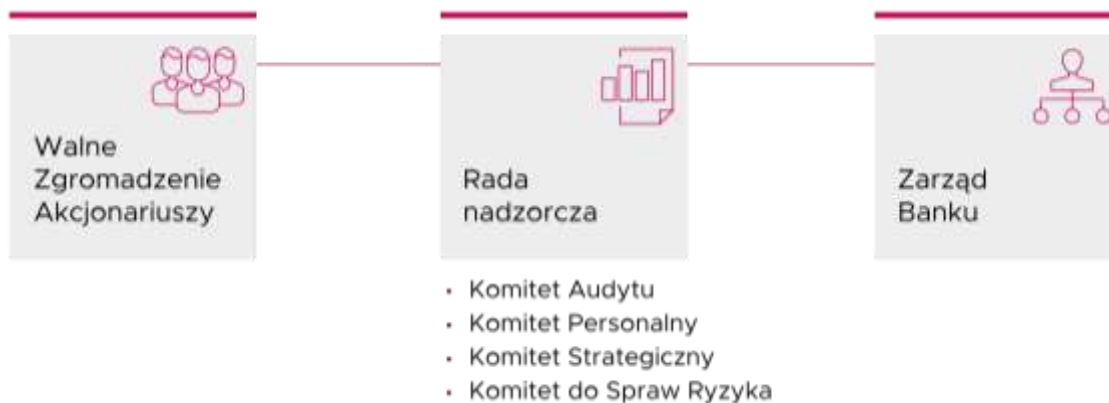 Walne
Zgromadzenie
Akcjonariuszy
Rada
nadzorcza
• Komitet Audytu
• Komitet Personalny
• Komitet Strategiczny
• Komitet do Spraw Ryzyka
Zarząd
Banku